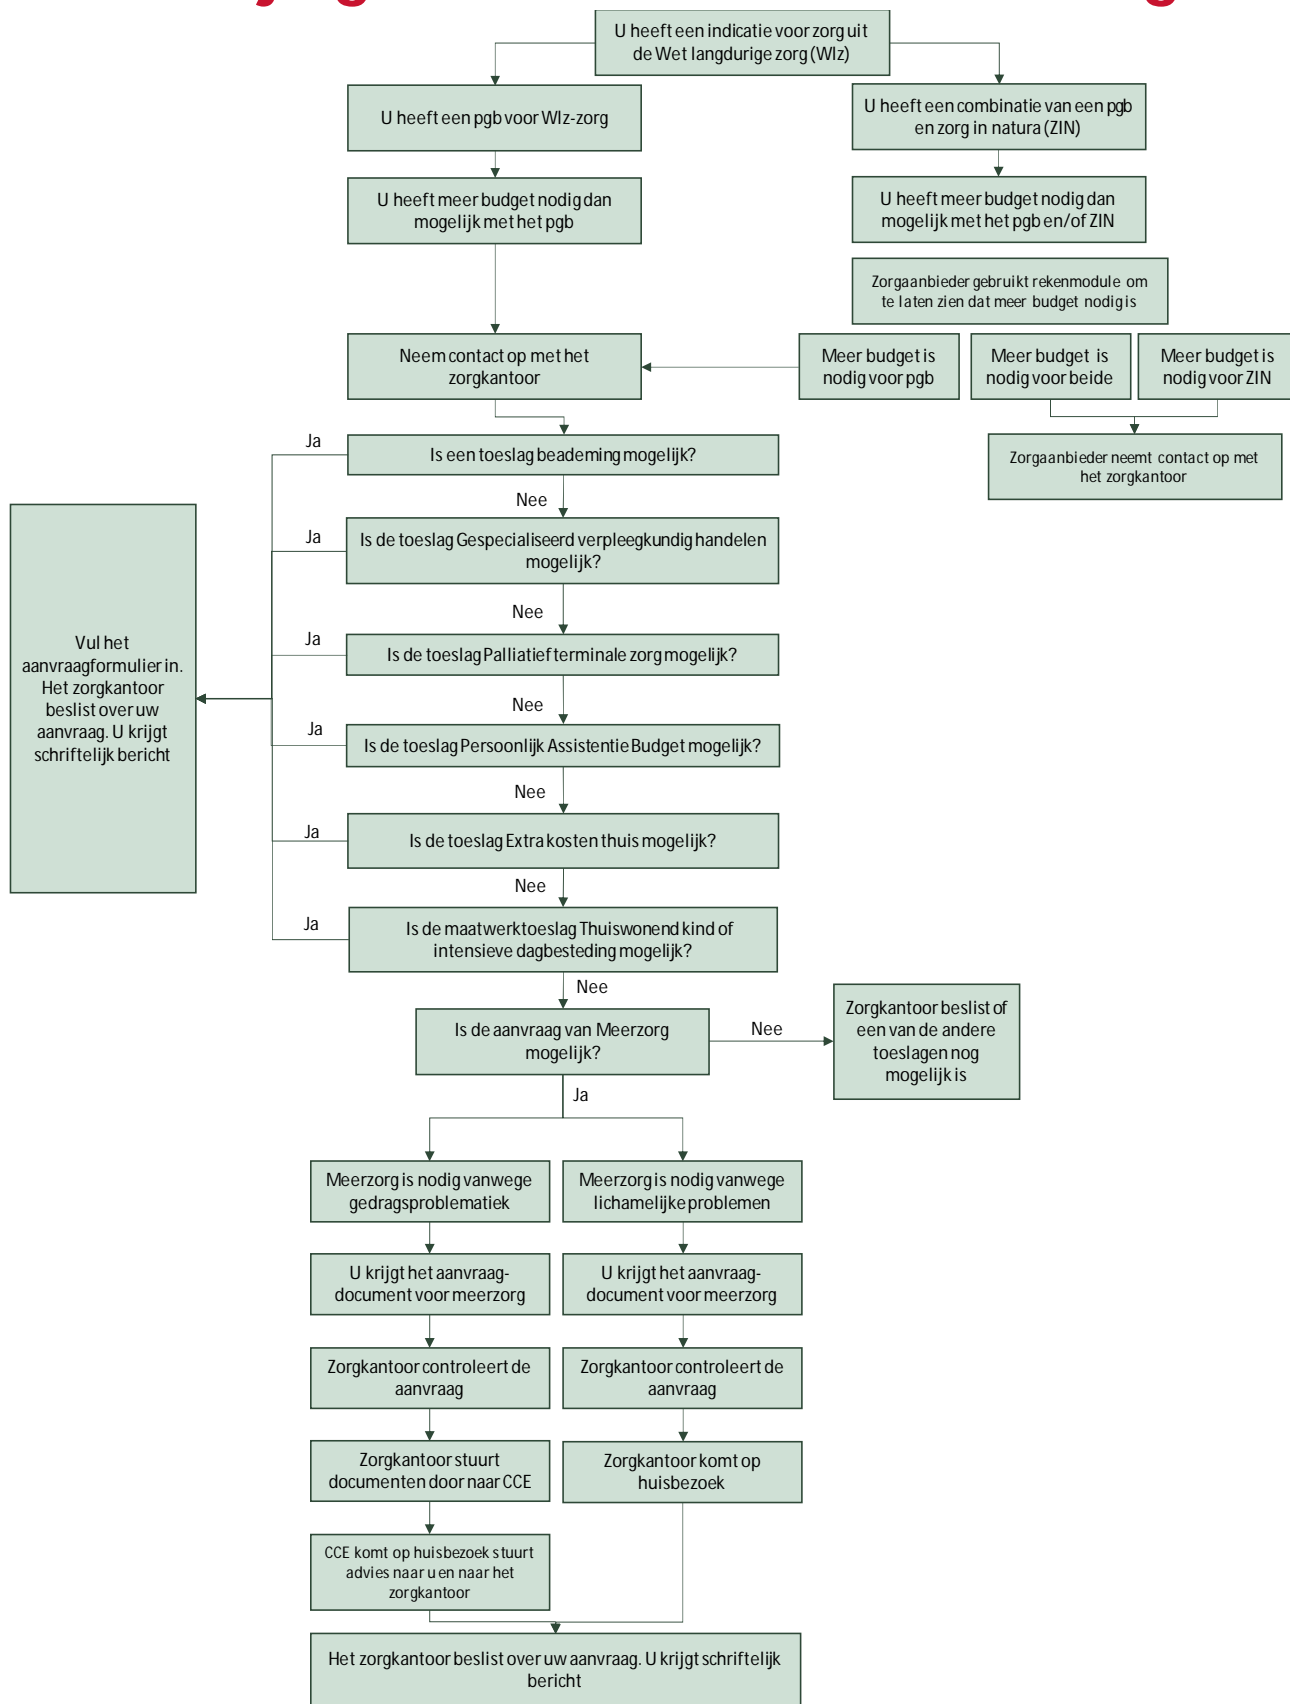 U heeft een indicatie voor zorg uit
de Wet langdurige zorg (Wlz)
U heeft een pgb voor Wlz-zorg
U heeft een combinatie van een pgb
en zorg in natura (ZIN)
U heeft meer budget nodig dan
mogelijk met het pgb
U heeft meer budget nodig dan
mogelijk met het pgb en/of ZIN
Zorgaanbieder gebruikt rekenmodule om
te laten zien dat meer budget nodig is
Neem contact op met het
zorgkantoor
Meer budget is
nodig voor pgb
Meer budget is
nodig voor beide
Meer budget is
nodig voor ZIN
Zorgaanbieder neemt contact op met
het zorgkantoor
Ja
Is een toeslag beademing mogelijk?
Nee
Ja
Is de toeslag Gespecialiseerd verpleegkundig handelen
mogelijk?
Nee
Ja
Is de toeslag Palliatief terminale zorg mogelijk?
Nee
Vul het
aanvraagformulier in.
Het zorgkantoor
beslist over uw
aanvraag. U krijgt
schriftelijk bericht
Ja
Is de toeslag Persoonlijk Assistentie Budget mogelijk?
Nee
Ja
Is de toeslag Extra kosten thuis mogelijk?
Nee
Ja
Is de maatwerktoeslag Thuiswonend kind of
intensieve dagbesteding mogelijk?
Nee
Is de aanvraag van Meerzorg
mogelijk?
Nee
Zorgkantoor beslist of
een van de andere
toeslagen nog
mogelijk is
Ja
Meerzorg is nodig vanwege
gedragsproblematiek
Meerzorg is nodig vanwege
lichamelijke problemen
U krijgt het aanvraag-
document voor meerzorg
U krijgt het aanvraag-
document voor meerzorg
Zorgkantoor controleert de
aanvraag
Zorgkantoor controleert de
aanvraag
Zorgkantoor stuurt
documenten door naar CCE
Zorgkantoor komt op
huisbezoek
CCE komt op huisbezoek stuurt
advies naar u en naar het
zorgkantoor
Het zorgkantoor beslist over uw aanvraag. U krijgt schriftelijk
bericht